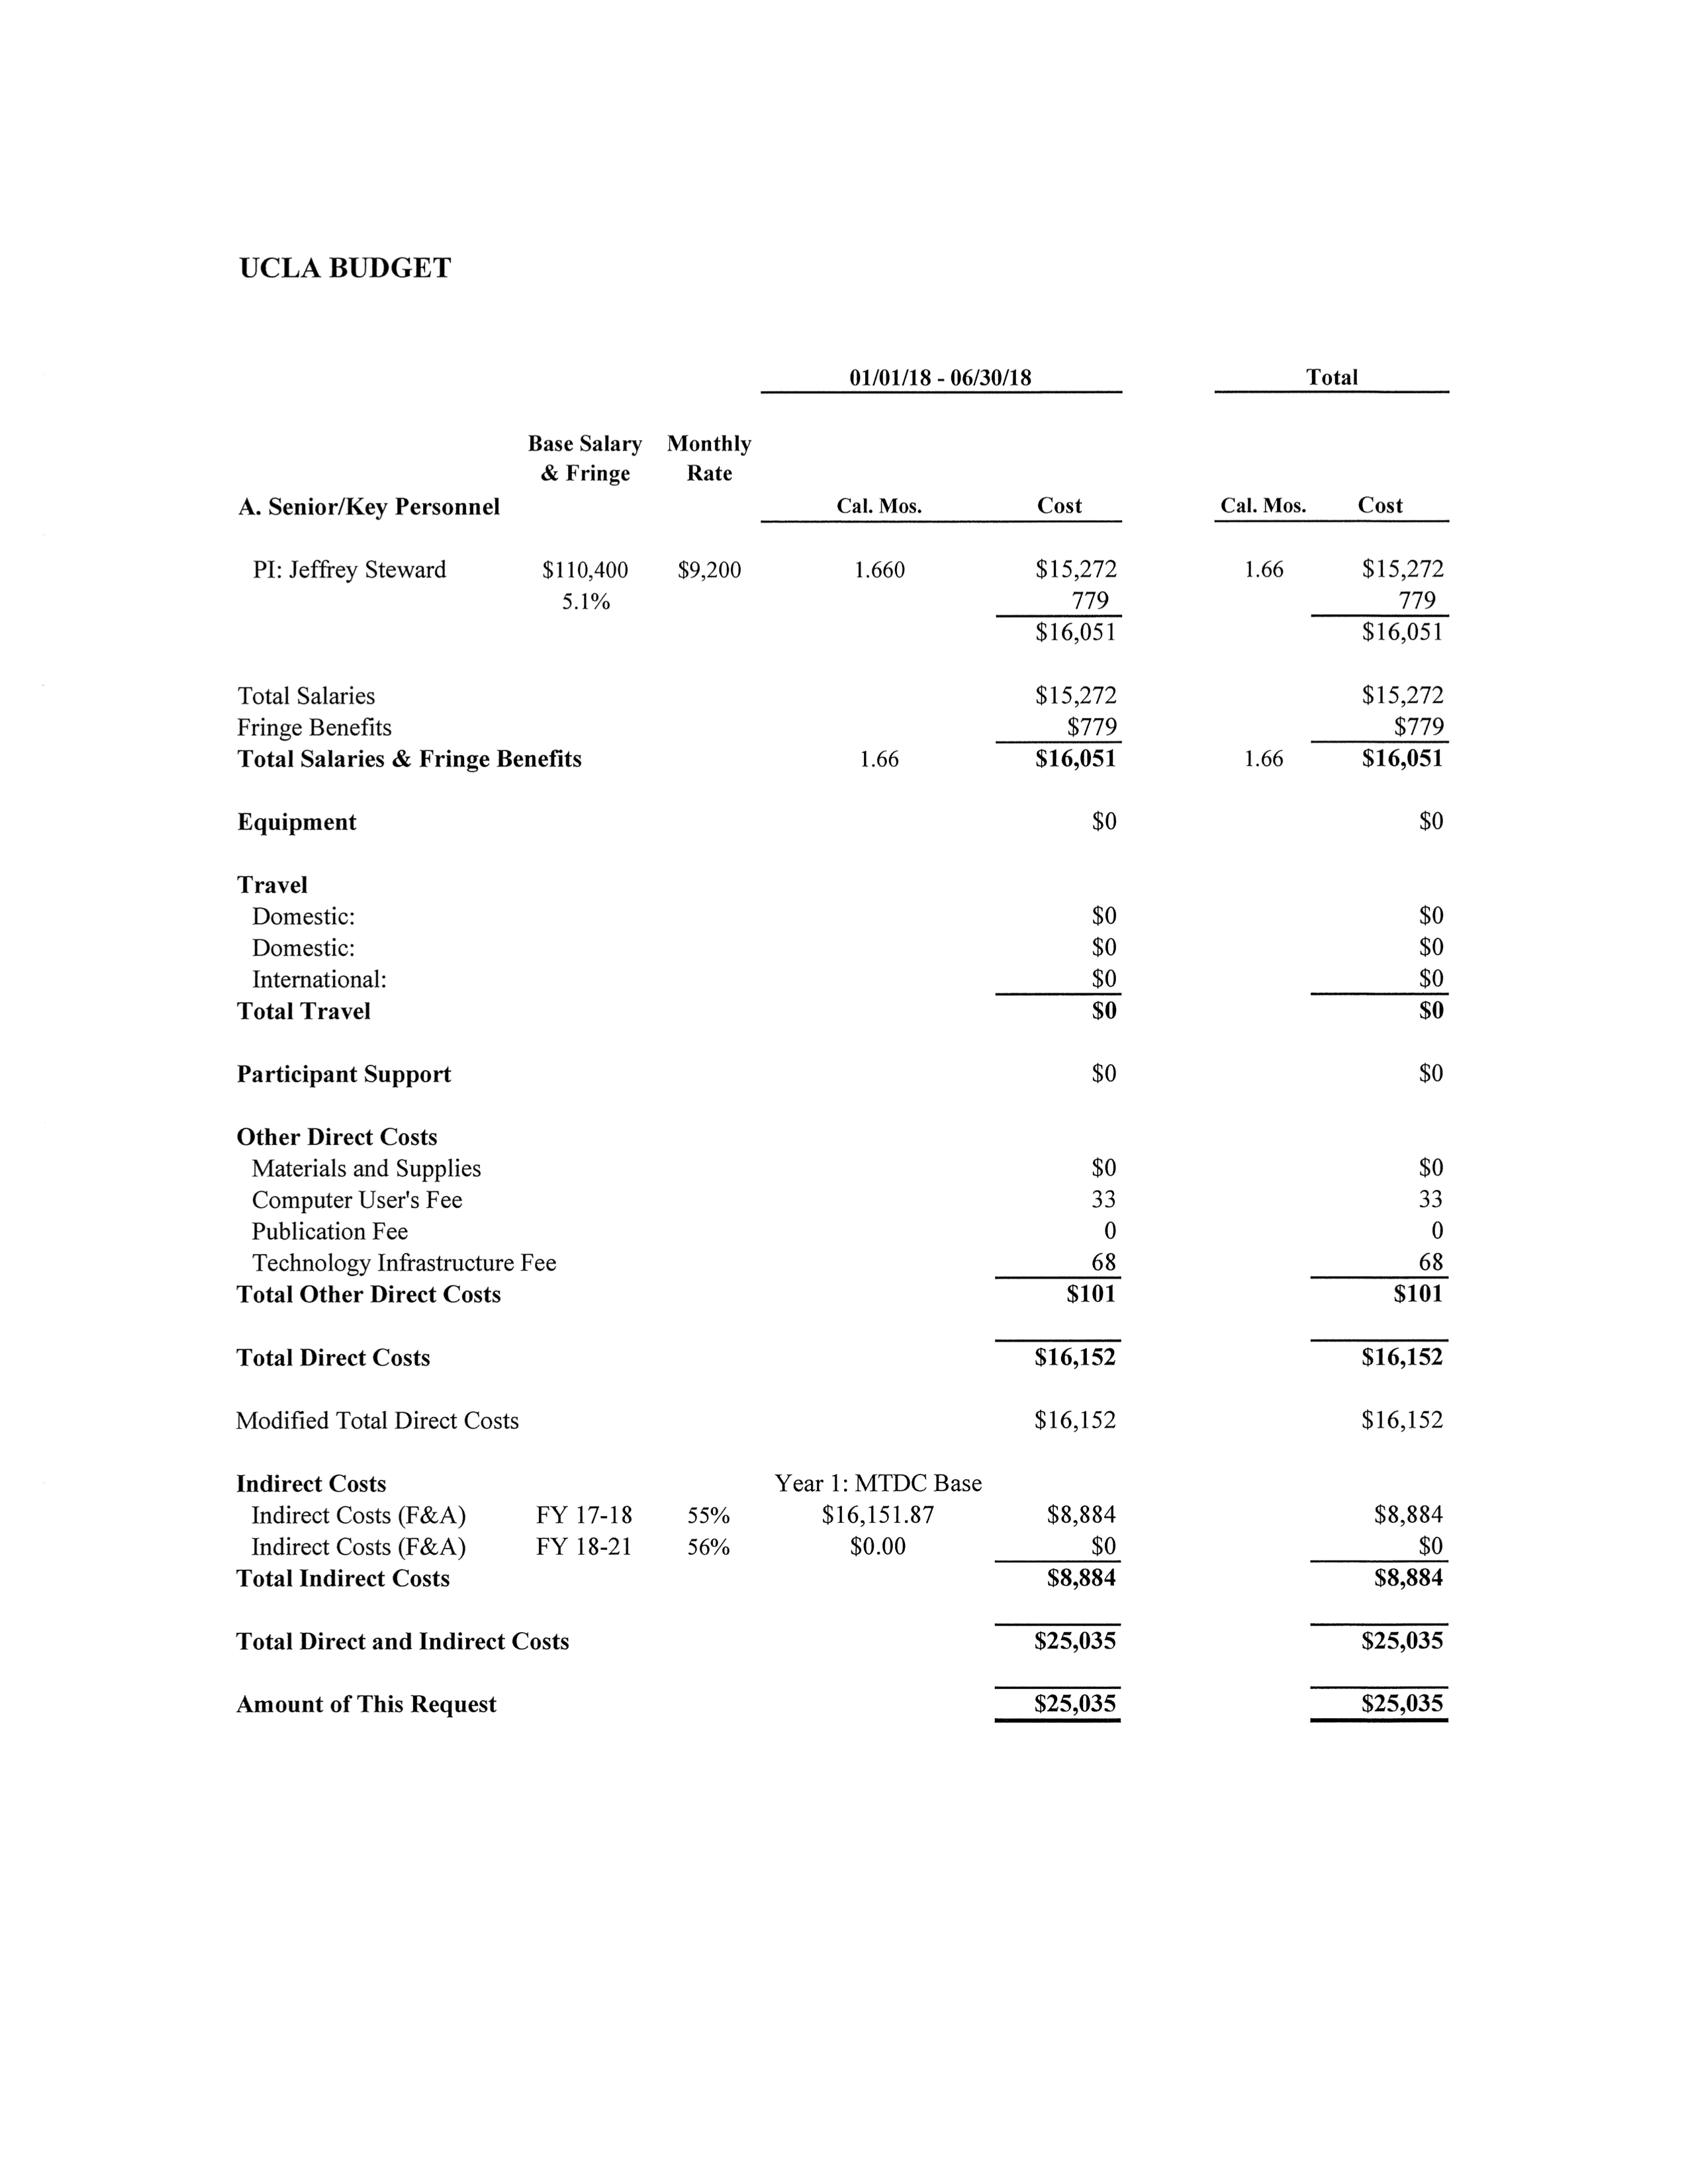 UCLA BUDGET
01/01/18 - 06/30/18 Total
Base Salary Monthly
& Fringe Rate
A. Senior/Key Personnel Cal. Mos. Cost Cal. Mos. Cost
PI: Jeffrey Steward $110,400 $9,200 1.660 $15,272 1.66 $15,272
5.1% 779 779
$16,051 $16,051
Total Salaries $15,272 $15,272
Fringe Benefits $779 $779
Total Salaries & Fringe Benefits 1.66 $16,051 1.66 $16,051
Equipment $0 $0
Travel
Domestic: $0 $0
Domestic: $0 $0
International: $0 $0
Total Travel $0 $0
Participant Support $0 $0
Other Direct Costs
Materials and Supplies $0 $0
Computer User's Fee 33 33
Publication Fee 0 0
Technology Infrastructure Fee 68 68
Total Other Direct Costs $101 $101
Total Direct Costs $16,152 $16,152
Modified Total Direct Costs $16,152 $16,152
Indirect Costs Year 1: MTDC Base
Indirect Costs (F&A) FY 17-18 55% $16,151.87 $8,884 $8,884
Indirect Costs (F&A) FY 18-21 56% $0.00 $0 $0
Total Indirect Costs $8,884 $8,884
Total Direct and Indirect Costs $25,035 $25,035
Amount of This Request $25,035 $25,035